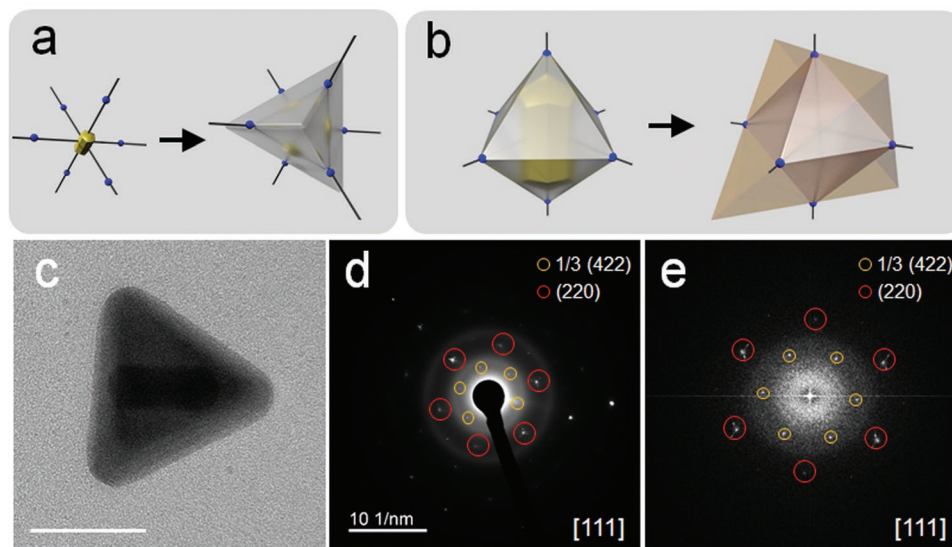 a
b
c
d
1/3 (422)
(220)
10 1/nm
[111]
e
1/3 (422)
(220)
[111]